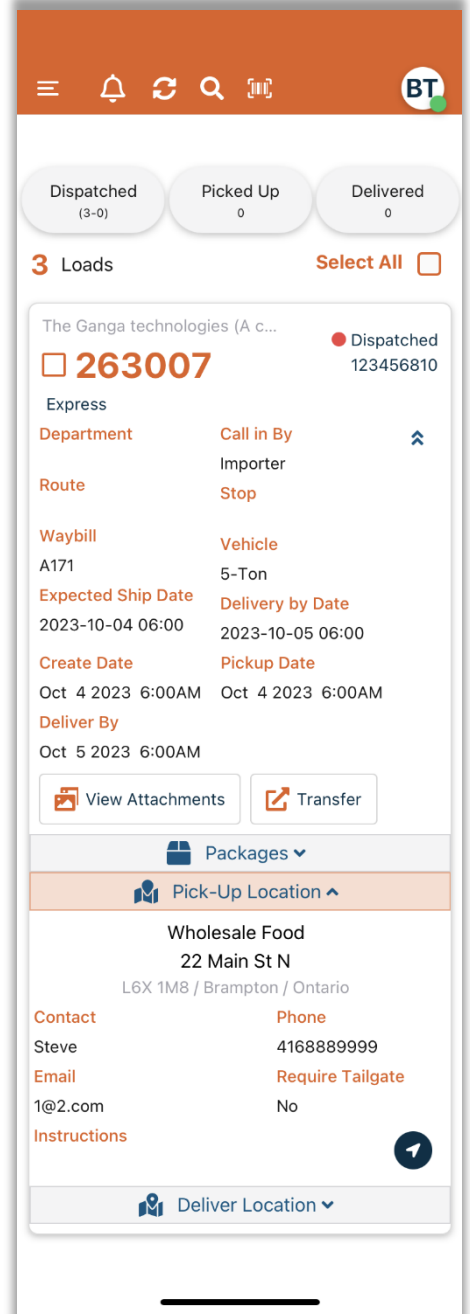 BT
Dispatched
(3-0)
Picked Up
0
Delivered
0
3 Loads
Select All
The Ganga technologies (A c...
Dispatched
263007
123456810
Express
Department
Call in By
Importer
Route
Stop
Waybill
A171
Vehicle
5-Ton
Expected Ship Date
2023-10-04 06:00
Delivery by Date
2023-10-05 06:00
Create Date
Oct 4 2023 6:00AM
Pickup Date
Oct 4 2023 6:00AM
Deliver By
Oct 5 2023 6:00AM
View Attachments
Transfer
Packages
Pick-Up Location
Wholesale Food
22 Main St N
L6X 1M8 / Brampton / Ontario
Contact
Steve
Phone
4168889999
Email
1@2.com
Require Tailgate
No
Instructions
Deliver Location